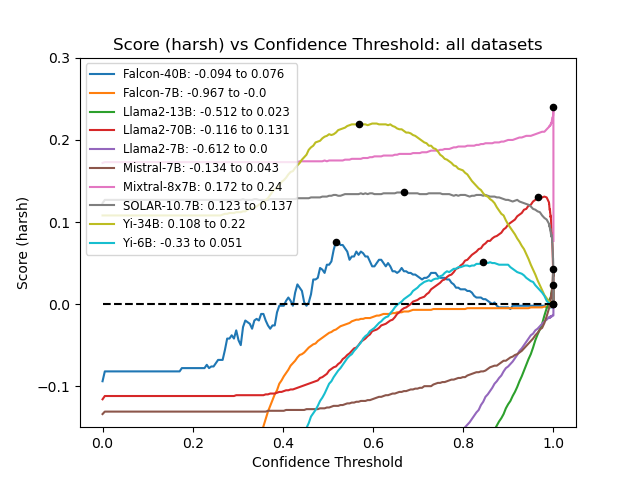 Score (harsh) vs Confidence Threshold: all datasets
Score (harsh)
0.3
0.2
0.1
0.0
−0.1
Falcon-40B: -0.094 to 0.076
Falcon-7B: -0.967 to -0.0
Llama2-13B: -0.512 to 0.023
Llama2-70B: -0.116 to 0.131
Llama2-7B: -0.612 to 0.0
Mistral-7B: -0.134 to 0.043
Mixtral-8x7B: 0.172 to 0.24
SOLAR-10.7B: 0.123 to 0.137
Yi-34B: 0.108 to 0.22
Yi-6B: -0.33 to 0.051
0.0 0.2 0.4 0.6 0.8 1.0
Confidence Threshold